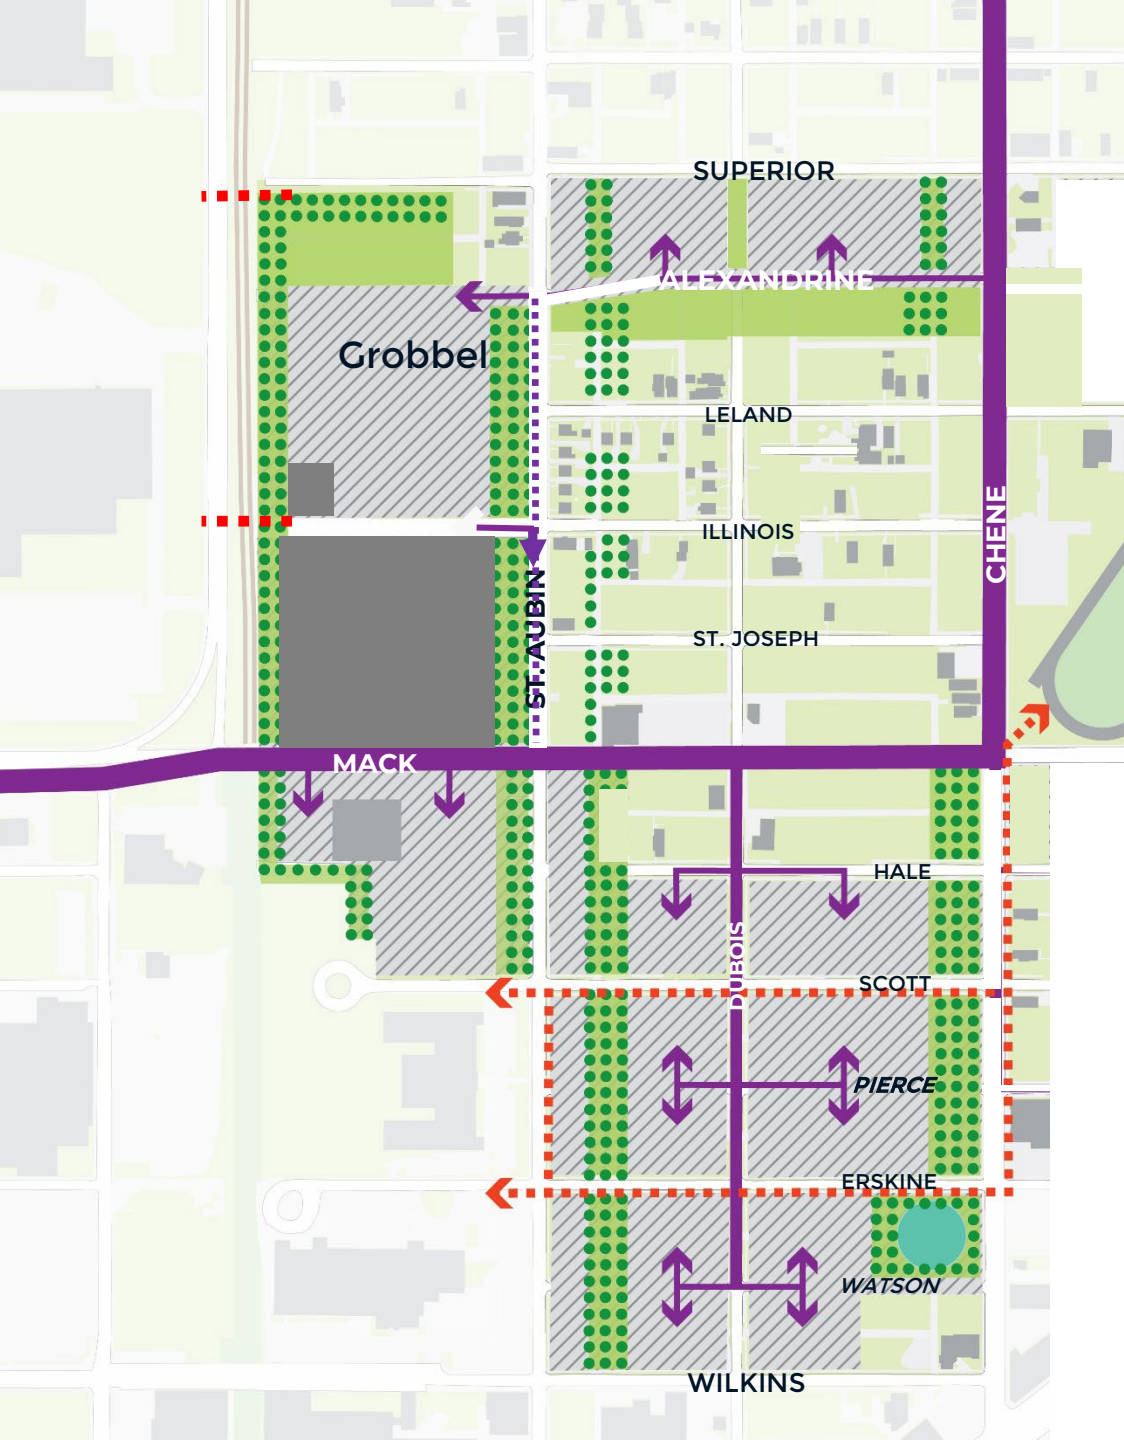 SUPERIOR
ALEXANDRINE
Grobbel
LELAND
CHENE
ILLINOIS
ST. AUBIN
ST. JOSEPH
MACK
HALE
DUBOIS
SCOTT
PIERCE
ERSKINE
WATSON
WILKINS